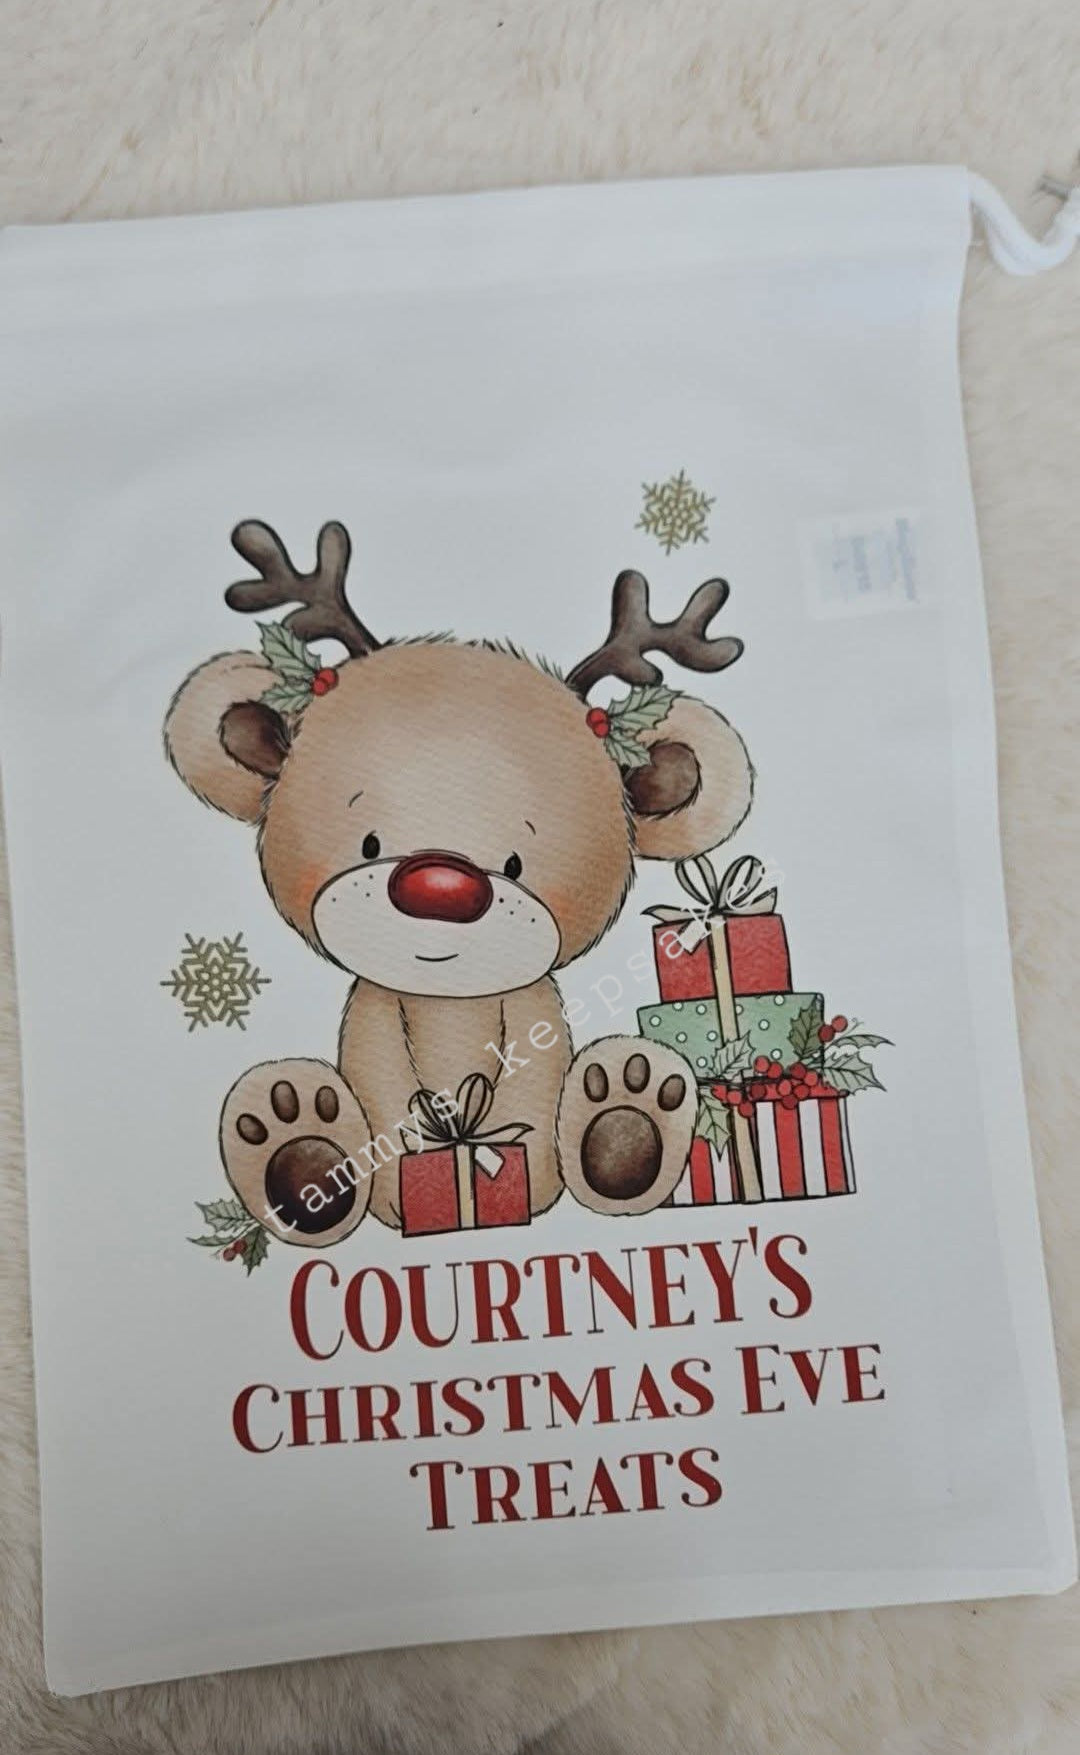 tammys keepsakes
COURTNEY'S
CHRISTMAS EVE
TREATS